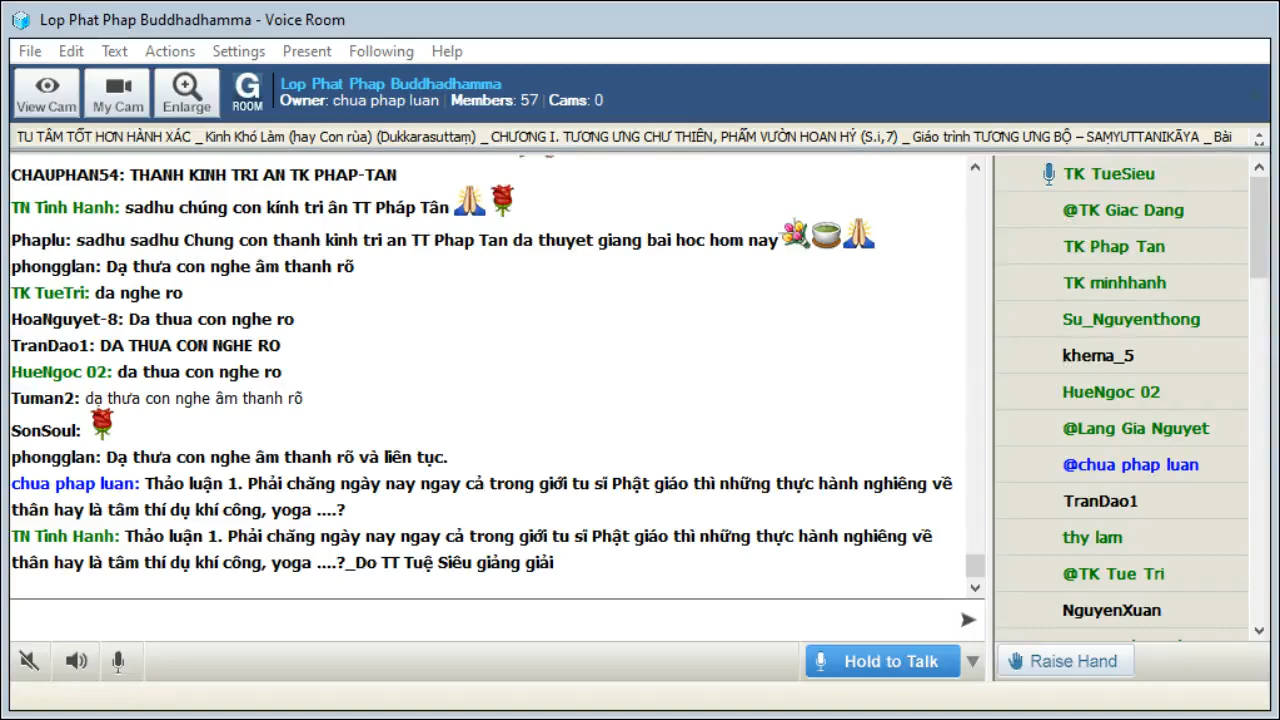 Lop Phat Phap Buddhadhamma - Voice Room
File Edit Text Actions Settings Present Following Help
View Cam My Cam Enlarge G ROOM
Lop Phat Phap Buddhadhamma
Owner: chua phap luan | Members: 57 | Cams: 0
TU TÂM TỐT HƠN HÀNH XÁC _ Kinh Khó Làm (hay Con rùa) (Dukkarasuttaṃ) _ CHƯƠNG I. TƯƠNG ƯNG CHƯ THIÊN, PHẨM VƯỜN HOAN HỶ (S.i,7) _ Giáo trình TƯƠNG ƯNG BỘ – SAṂYUTTANIKĀYA _ Bài
CHAUPHAN54: THANH KINH TRI AN TK PHAP-TAN
TN Tinh Hanh: sadhu chúng con kính tri ân TT Pháp Tân
Phaplu: sadhu sadhu Chung con thanh kinh tri an TT Phap Tan da thuyet giang bai hoc hom nay
phongglan: Dạ thưa con nghe âm thanh rõ
TK TueTri: da nghe ro
HoaNguyet-8: Da thua con nghe ro
TranDao1: DA THUA CON NGHE RO
HueNgoc 02: da thua con nghe ro
Tuman2: dạ thưa con nghe âm thanh rõ
SonSoul:
phongglan: Dạ thưa con nghe âm thanh rõ và liên tục.
chua phap luan: Thảo luận 1. Phải chăng ngày nay ngay cả trong giới tu sĩ Phật giáo thì những thực hành nghiêng về
thân hay là tâm thí dụ khí công, yoga ....?
TN Tinh Hanh: Thảo luận 1. Phải chăng ngày nay ngay cả trong giới tu sĩ Phật giáo thì những thực hành nghiêng về
thân hay là tâm thí dụ khí công, yoga ....?_Do TT Tuệ Siêu giảng giải
TK TueSieu
@TK Giac Dang
TK Phap Tan
TK minhhanh
Su_Nguyenthong
khema_5
HueNgoc 02
@Lang Gia Nguyet
@chua phap luan
TranDao1
thy lam
@TK Tue Tri
NguyenXuan
Hold to Talk
Raise Hand